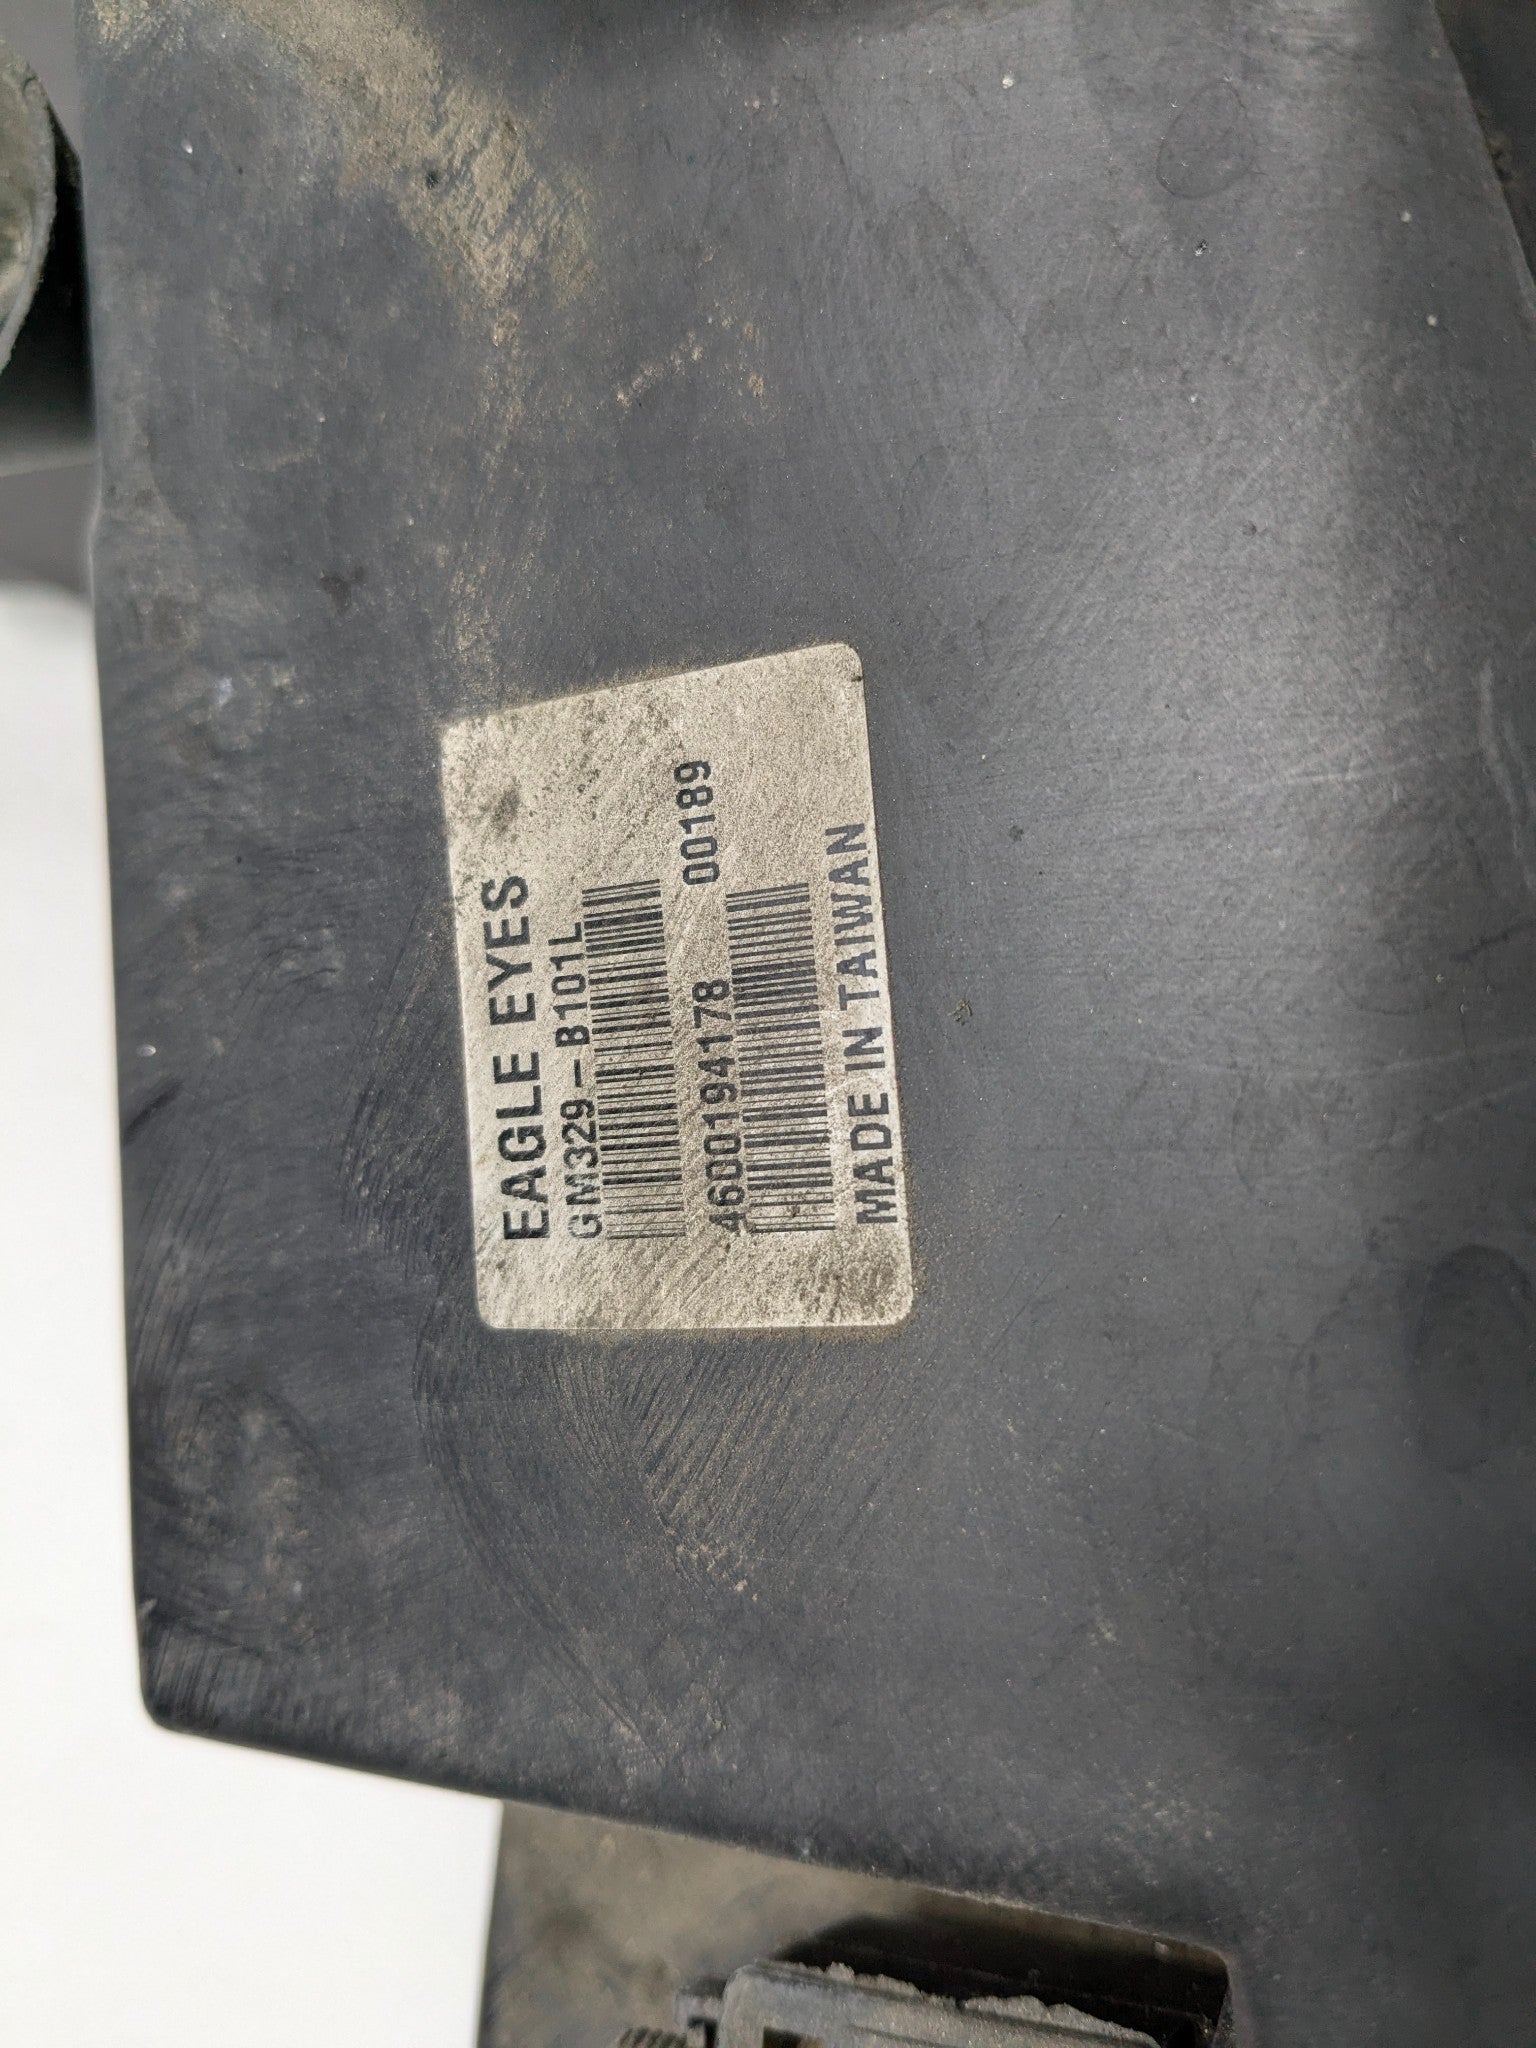 EAGLE EYES
GM329-B101L
4600194178 00189
MADE IN TAIWAN